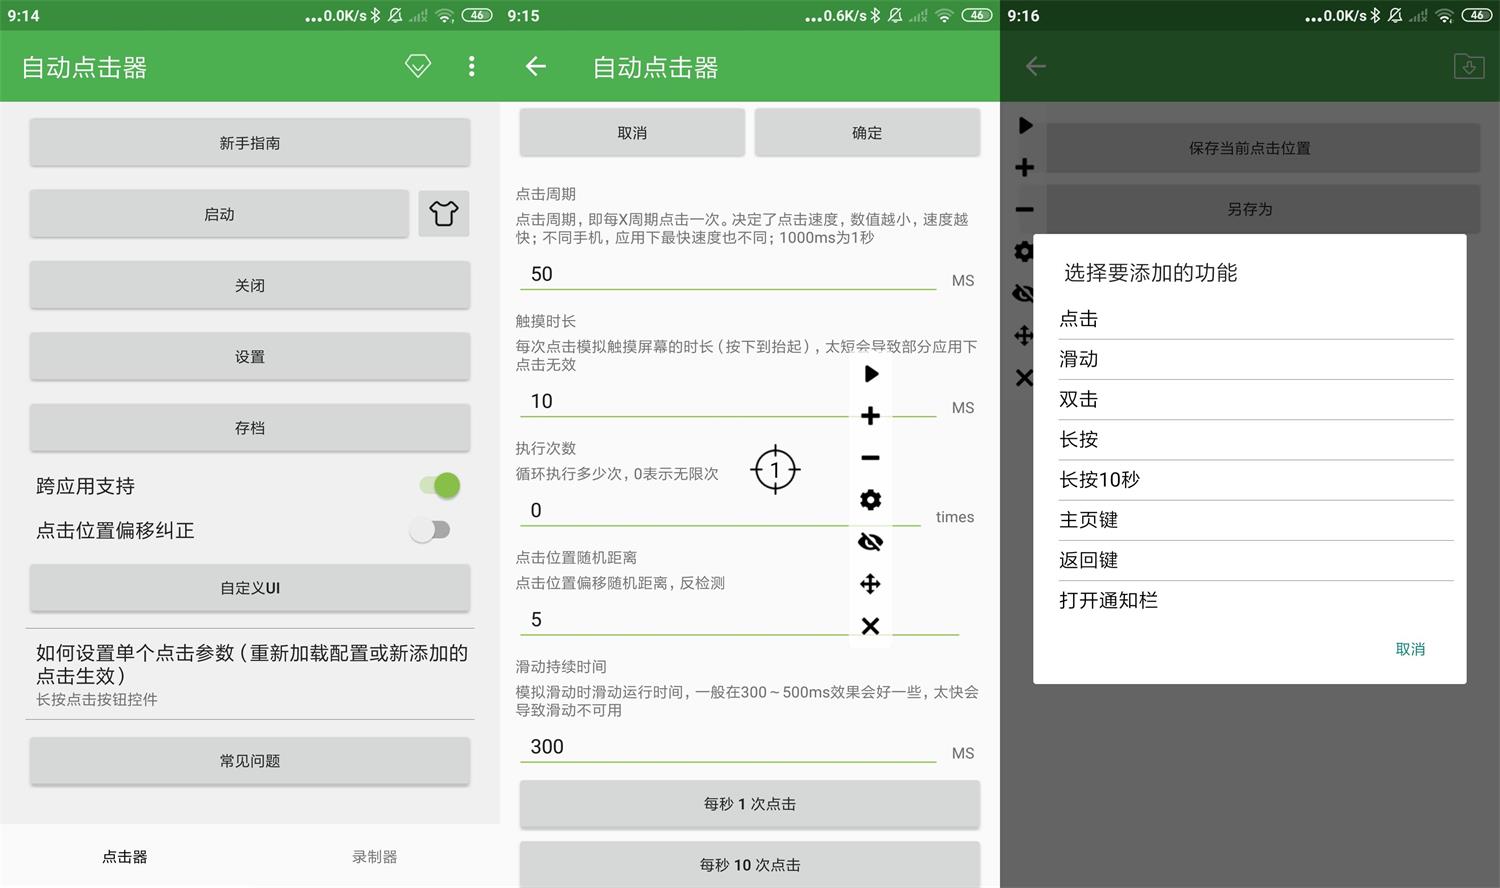 9:14
...0.0K/s
46
自动点击器
新手指南
启动
关闭
设置
存档
跨应用支持
点击位置偏移纠正
自定义UI
如何设置单个点击参数（重新加载配置或新添加的
点击生效）
长按点击按钮控件
常见问题
点击器
录制器
9:15
...0.6K/s
46
自动点击器
取消
确定
点击周期
点击周期，即每X周期点击一次。决定了点击速度，数值越小，速度越
快；不同手机，应用下最快速度也不同；1000ms为1秒
50
MS
触摸时长
每次点击模拟触摸屏幕的时长（按下到抬起），太短会导致部分应用下
点击无效
10
MS
执行次数
循环执行多少次，0表示无限次
1
0
times
点击位置随机距离
点击位置偏移随机距离，反检测
5
滑动持续时间
模拟滑动时滑动运行时间，一般在300～500ms效果会好一些，太快会
导致滑动不可用
300
MS
每秒 1 次点击
每秒 10 次点击
9:16
...0.0K/s
46
保存当前点击位置
另存为
选择要添加的功能
点击
滑动
双击
长按
长按10秒
主页键
返回键
打开通知栏
取消